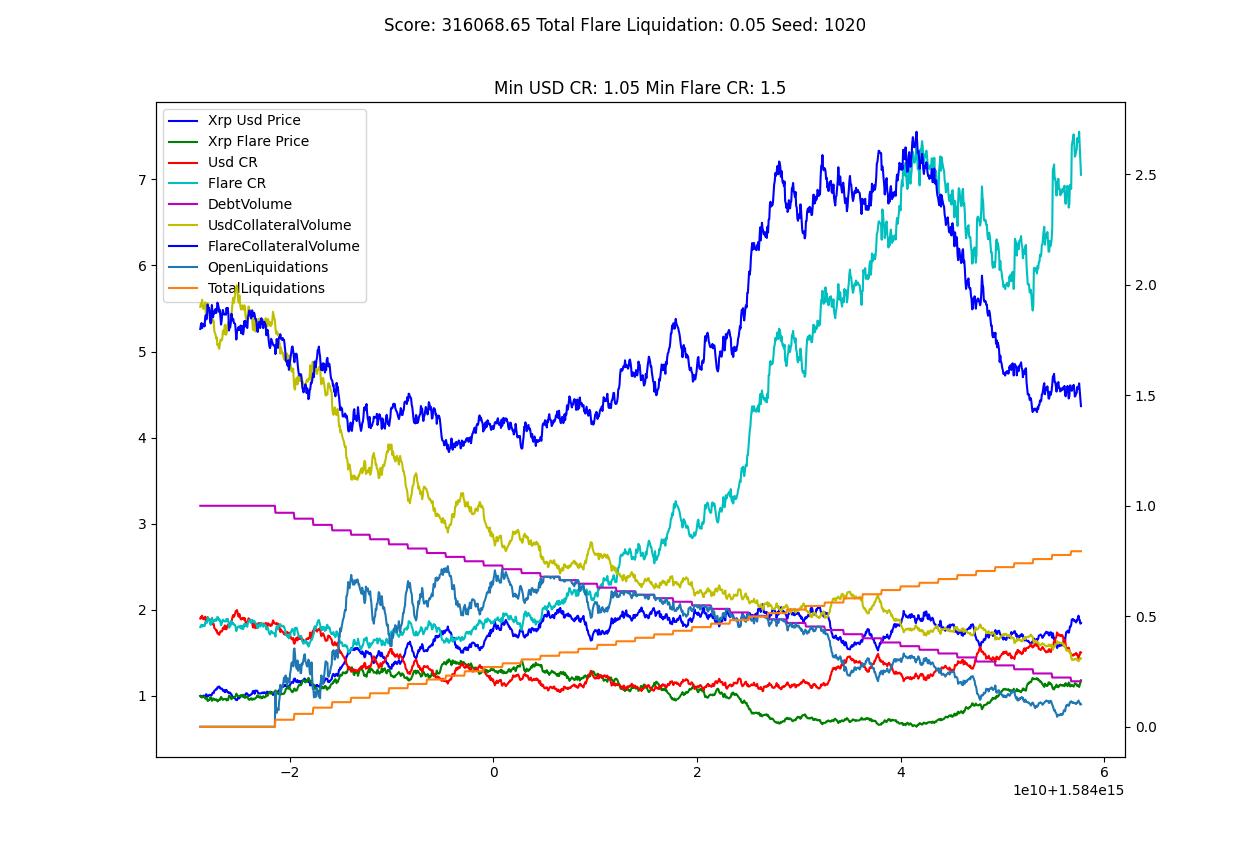 Score: 316068.65 Total Flare Liquidation: 0.05 Seed: 1020
Min USD CR: 1.05 Min Flare CR: 1.5
Xrp Usd Price
Xrp Flare Price
Usd CR
Flare CR
DebtVolume
UsdCollateralVolume
FlareCollateralVolume
OpenLiquidations
TotalLiquidations
7
6
5
4
3
2
1
2.5
2.0
1.5
1.0
0.5
0.0
−2 0 2 4 6
1e10+1.584e15